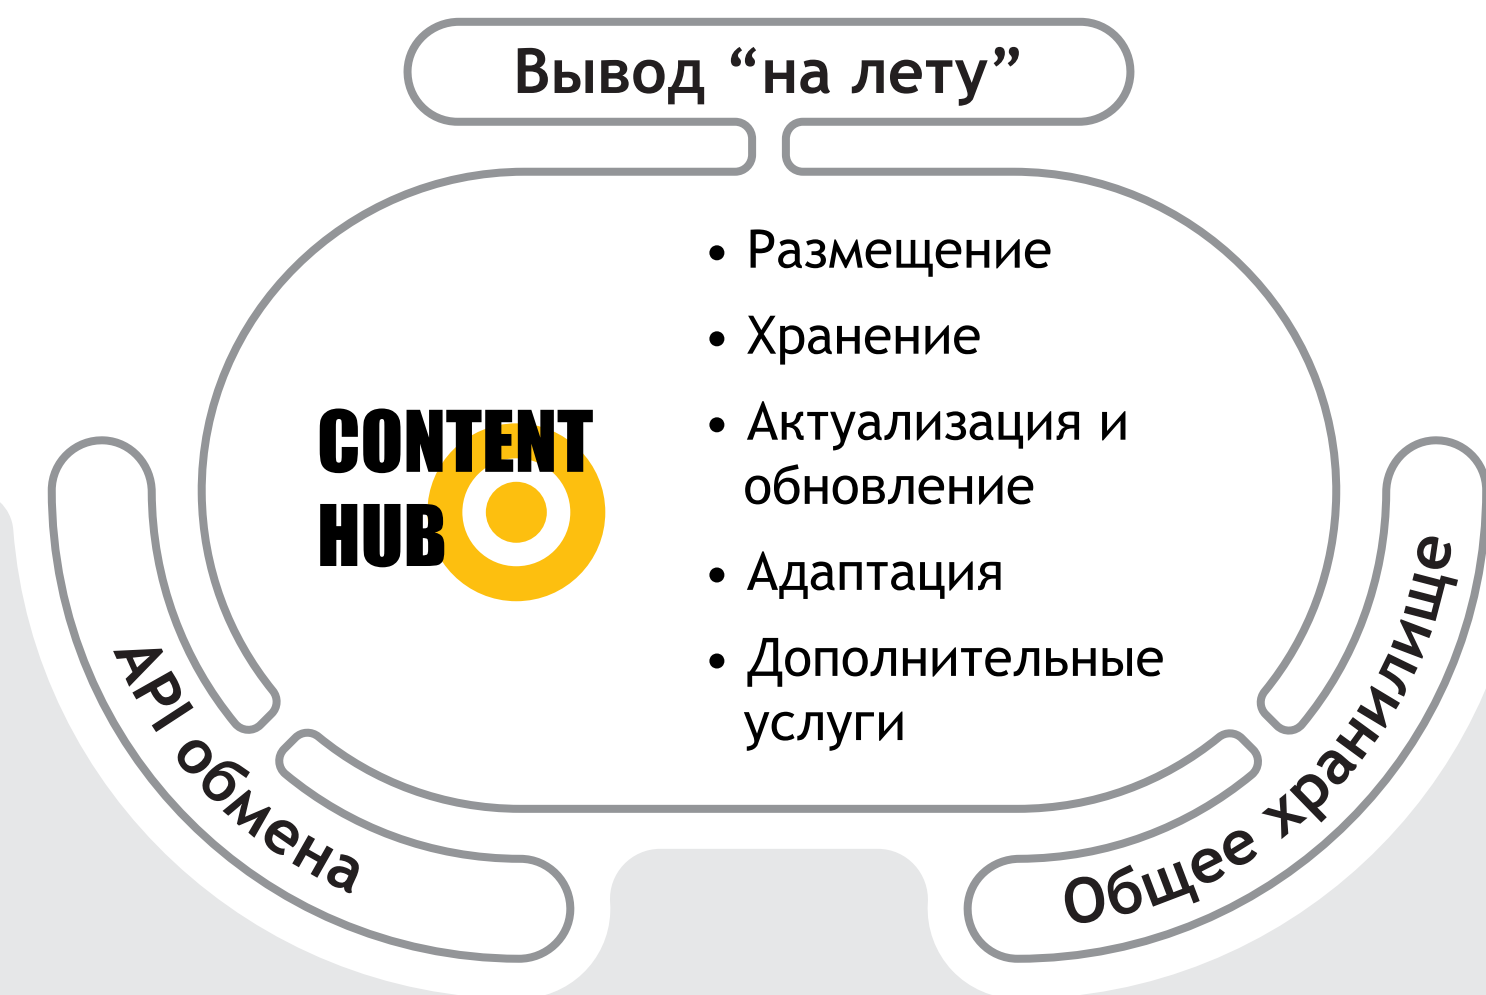 Вывод “на лету”
• Размещение
• Хранение
• Актуализация и
обновление
• Адаптация
• Дополнительные
услуги
CONTENT
HUB
API обмена
Общее хранилище